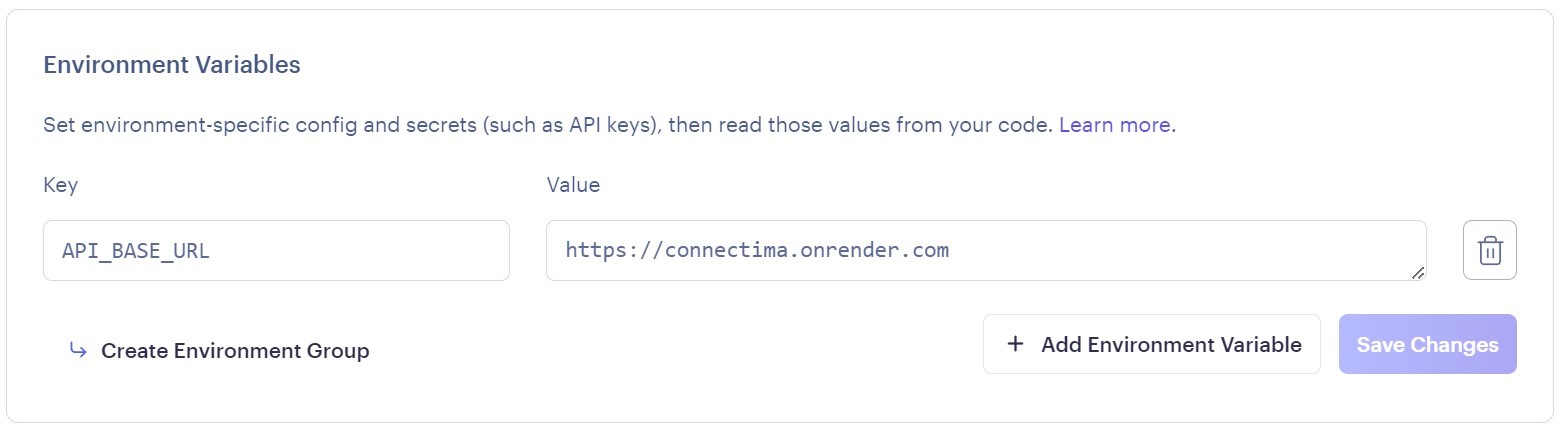 Environment Variables
Set environment-specific config and secrets (such as API keys), then read those values from your code. Learn more.
Key Value
API_BASE_URL https://connectima.onrender.com
Create Environment Group + Add Environment Variable Save Changes